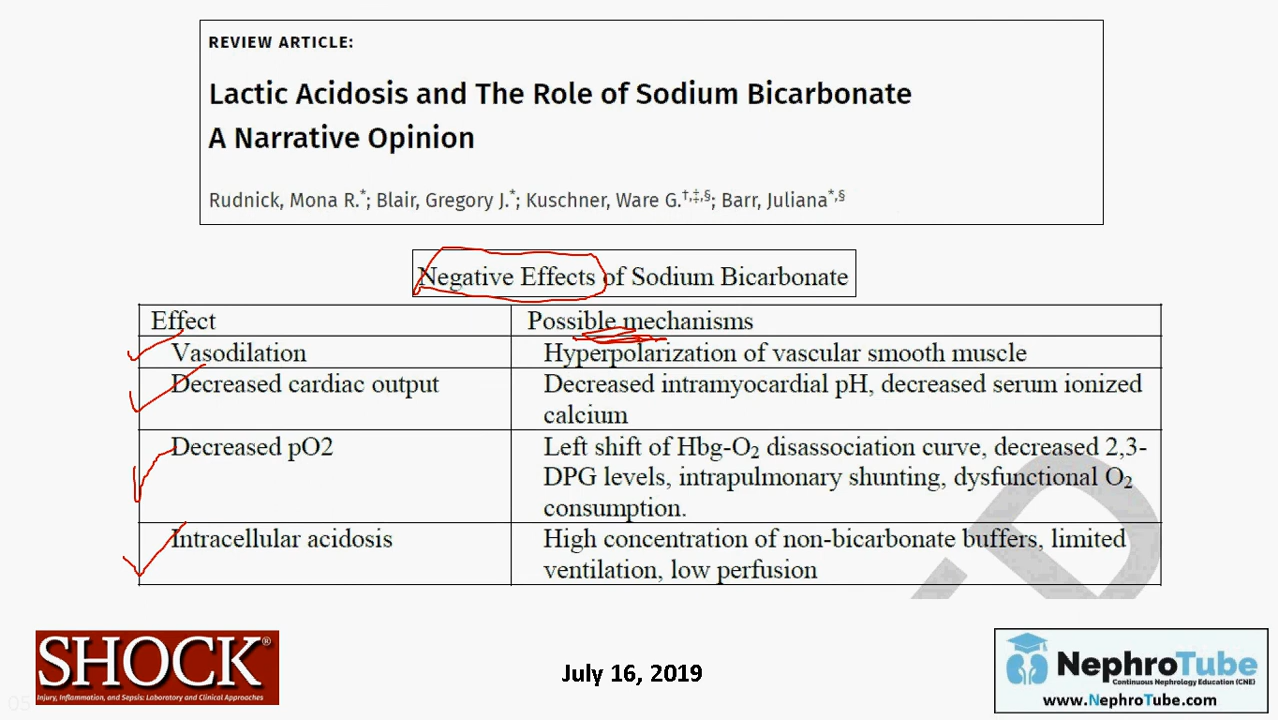 REVIEW ARTICLE:
Lactic Acidosis and The Role of Sodium Bicarbonate
A Narrative Opinion
Rudnick, Mona R.*; Blair, Gregory J.*; Kuschner, Ware G.†,‡,§; Barr, Juliana*,§
Negative Effects of Sodium Bicarbonate
Effect
Possible mechanisms
Vasodilation
Hyperpolarization of vascular smooth muscle
Decreased cardiac output
Decreased intramyocardial pH, decreased serum ionized
calcium
Decreased pO2
Left shift of Hbg-O₂ disassociation curve, decreased 2,3-
DPG levels, intrapulmonary shunting, dysfunctional O₂
consumption.
Intracellular acidosis
High concentration of non-bicarbonate buffers, limited
ventilation, low perfusion
SHOCK®
Injury, Inflammation, and Sepsis: Laboratory and Clinical Approaches
July 16, 2019
NephroTube
Continuous Nephrology Education (CNE)
www.NephroTube.com